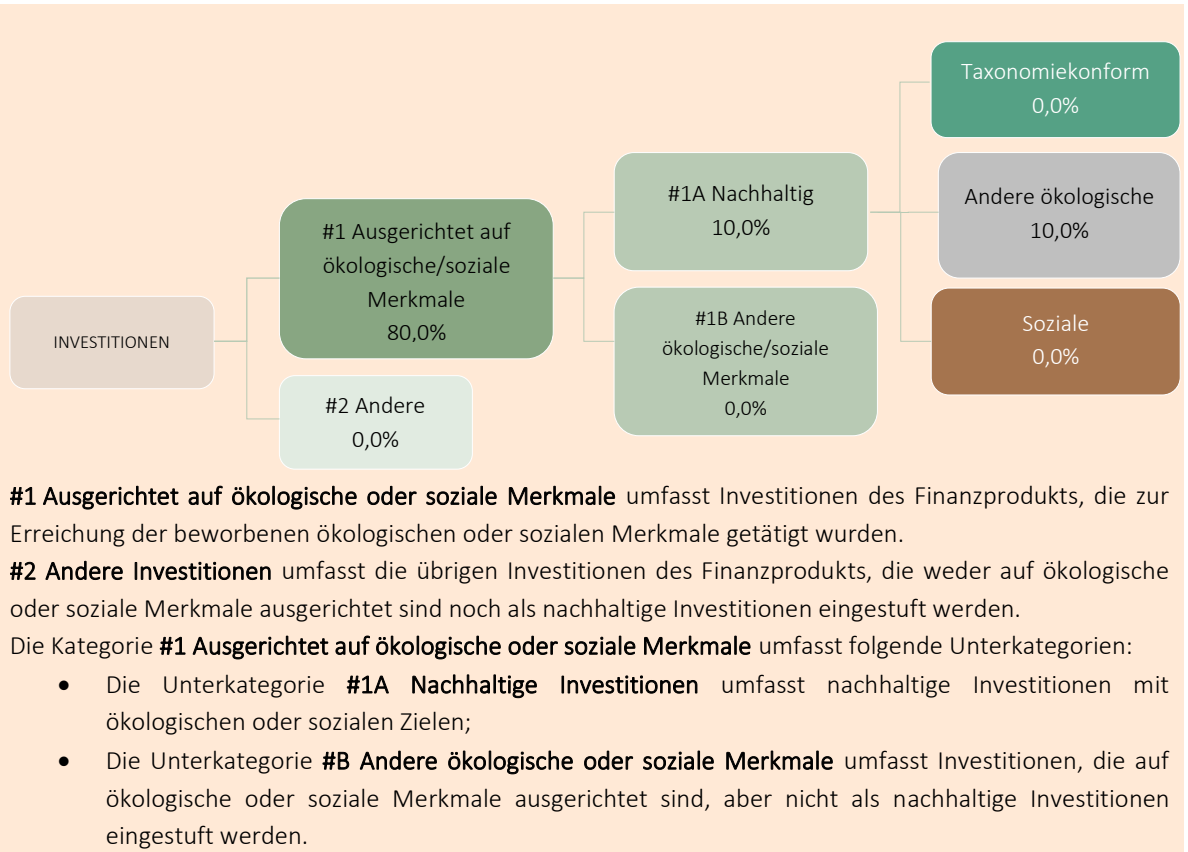 Taxonomiekonform
0,0%
#1A Nachhaltig
10,0%
Andere ökologische
10,0%
#1 Ausgerichtet auf
ökologische/soziale
Merkmale
80,0%
INVESTITIONEN
#1B Andere
ökologische/soziale
Merkmale
0,0%
Soziale
0,0%
#2 Andere
0,0%
#1 Ausgerichtet auf ökologische oder soziale Merkmale umfasst Investitionen des Finanzprodukts, die zur
Erreichung der beworbenen ökologischen oder sozialen Merkmale getätigt wurden.
#2 Andere Investitionen umfasst die übrigen Investitionen des Finanzprodukts, die weder auf ökologische
oder soziale Merkmale ausgerichtet sind noch als nachhaltige Investitionen eingestuft werden.
Die Kategorie #1 Ausgerichtet auf ökologische oder soziale Merkmale umfasst folgende Unterkategorien:
• Die Unterkategorie #1A Nachhaltige Investitionen umfasst nachhaltige Investitionen mit
ökologischen oder sozialen Zielen;
• Die Unterkategorie #B Andere ökologische oder soziale Merkmale umfasst Investitionen, die auf
ökologische oder soziale Merkmale ausgerichtet sind, aber nicht als nachhaltige Investitionen
eingestuft werden.